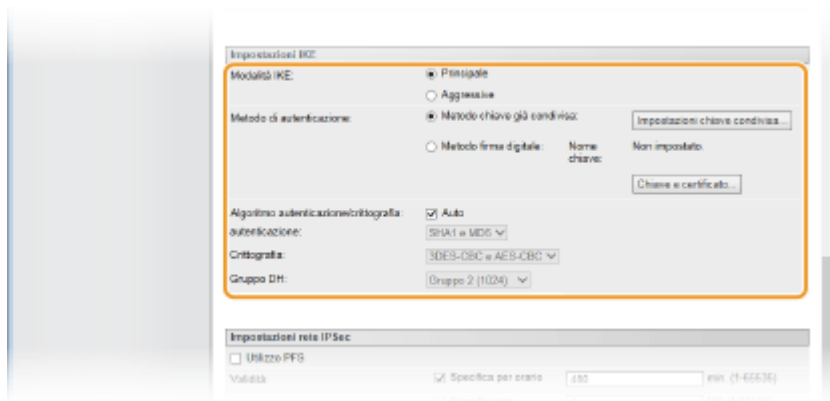 Impostazioni IKE
Modalità IKE: Principale
Aggressive
Metodo di autenticazione: Metodo chiave già condivisa: Impostazioni chiave condivisa...
Metodo firma digitale: Nome chiave: Non impostato.
Chiave e certificato...
Algoritmo autenticazione/crittografia: Auto
autenticazione: SHA1 e MD5
Crittografia: 3DES-CBC e AES-CBC
Gruppo DH: Gruppo 2 (1024)
Impostazioni rete IPSec
Utilizzo PFS
Validità Specifica per orario 480 min. (1-65535)